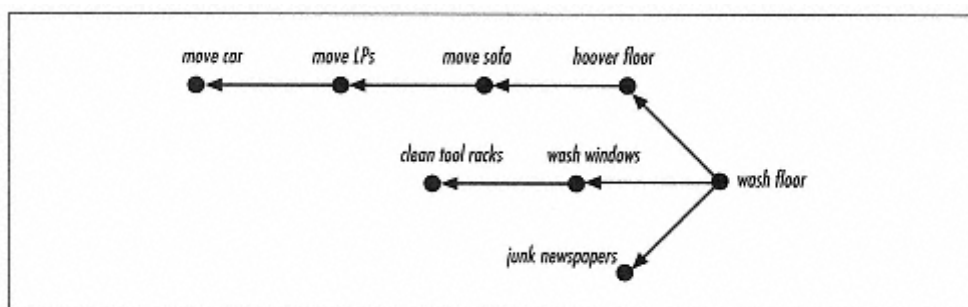 move car
move LPs
move sofa
hoover floor
clean tool racks
wash windows
wash floor
junk newspapers